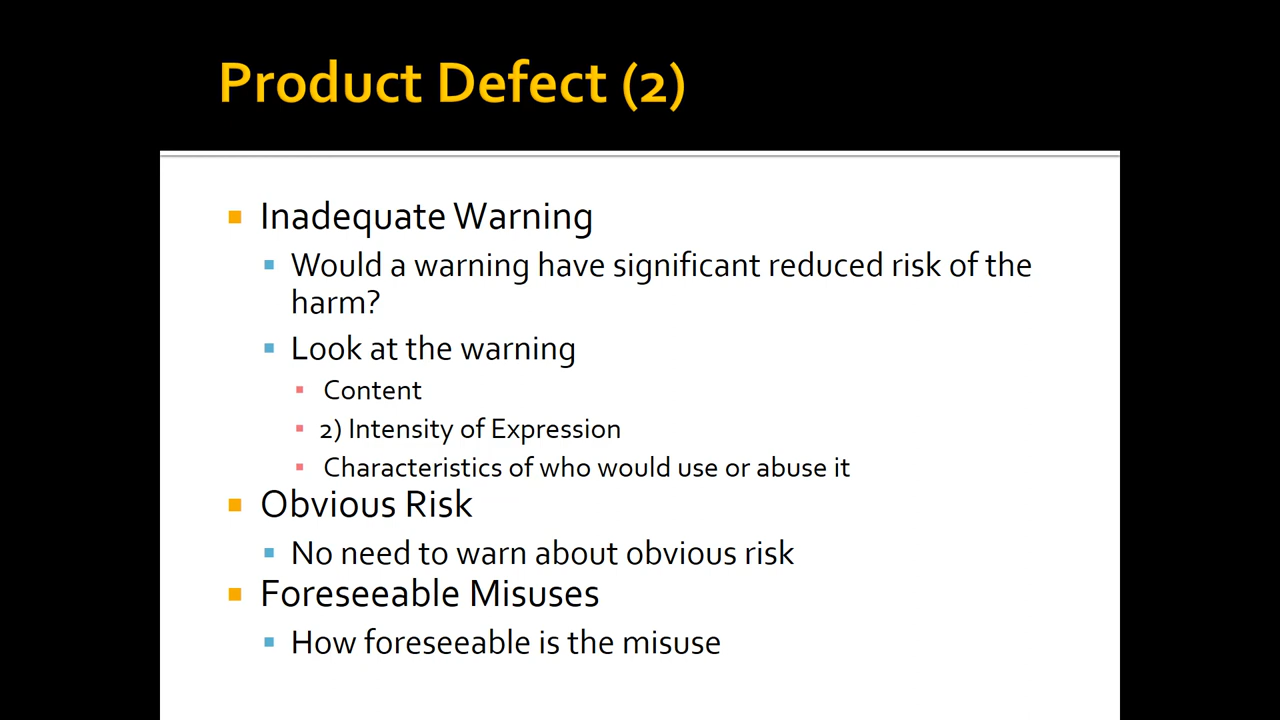 Product Defect (2)
Inadequate Warning
Would a warning have significant reduced risk of the
harm?
Look at the warning
Content
2) Intensity of Expression
Characteristics of who would use or abuse it
Obvious Risk
No need to warn about obvious risk
Foreseeable Misuses
How foreseeable is the misuse